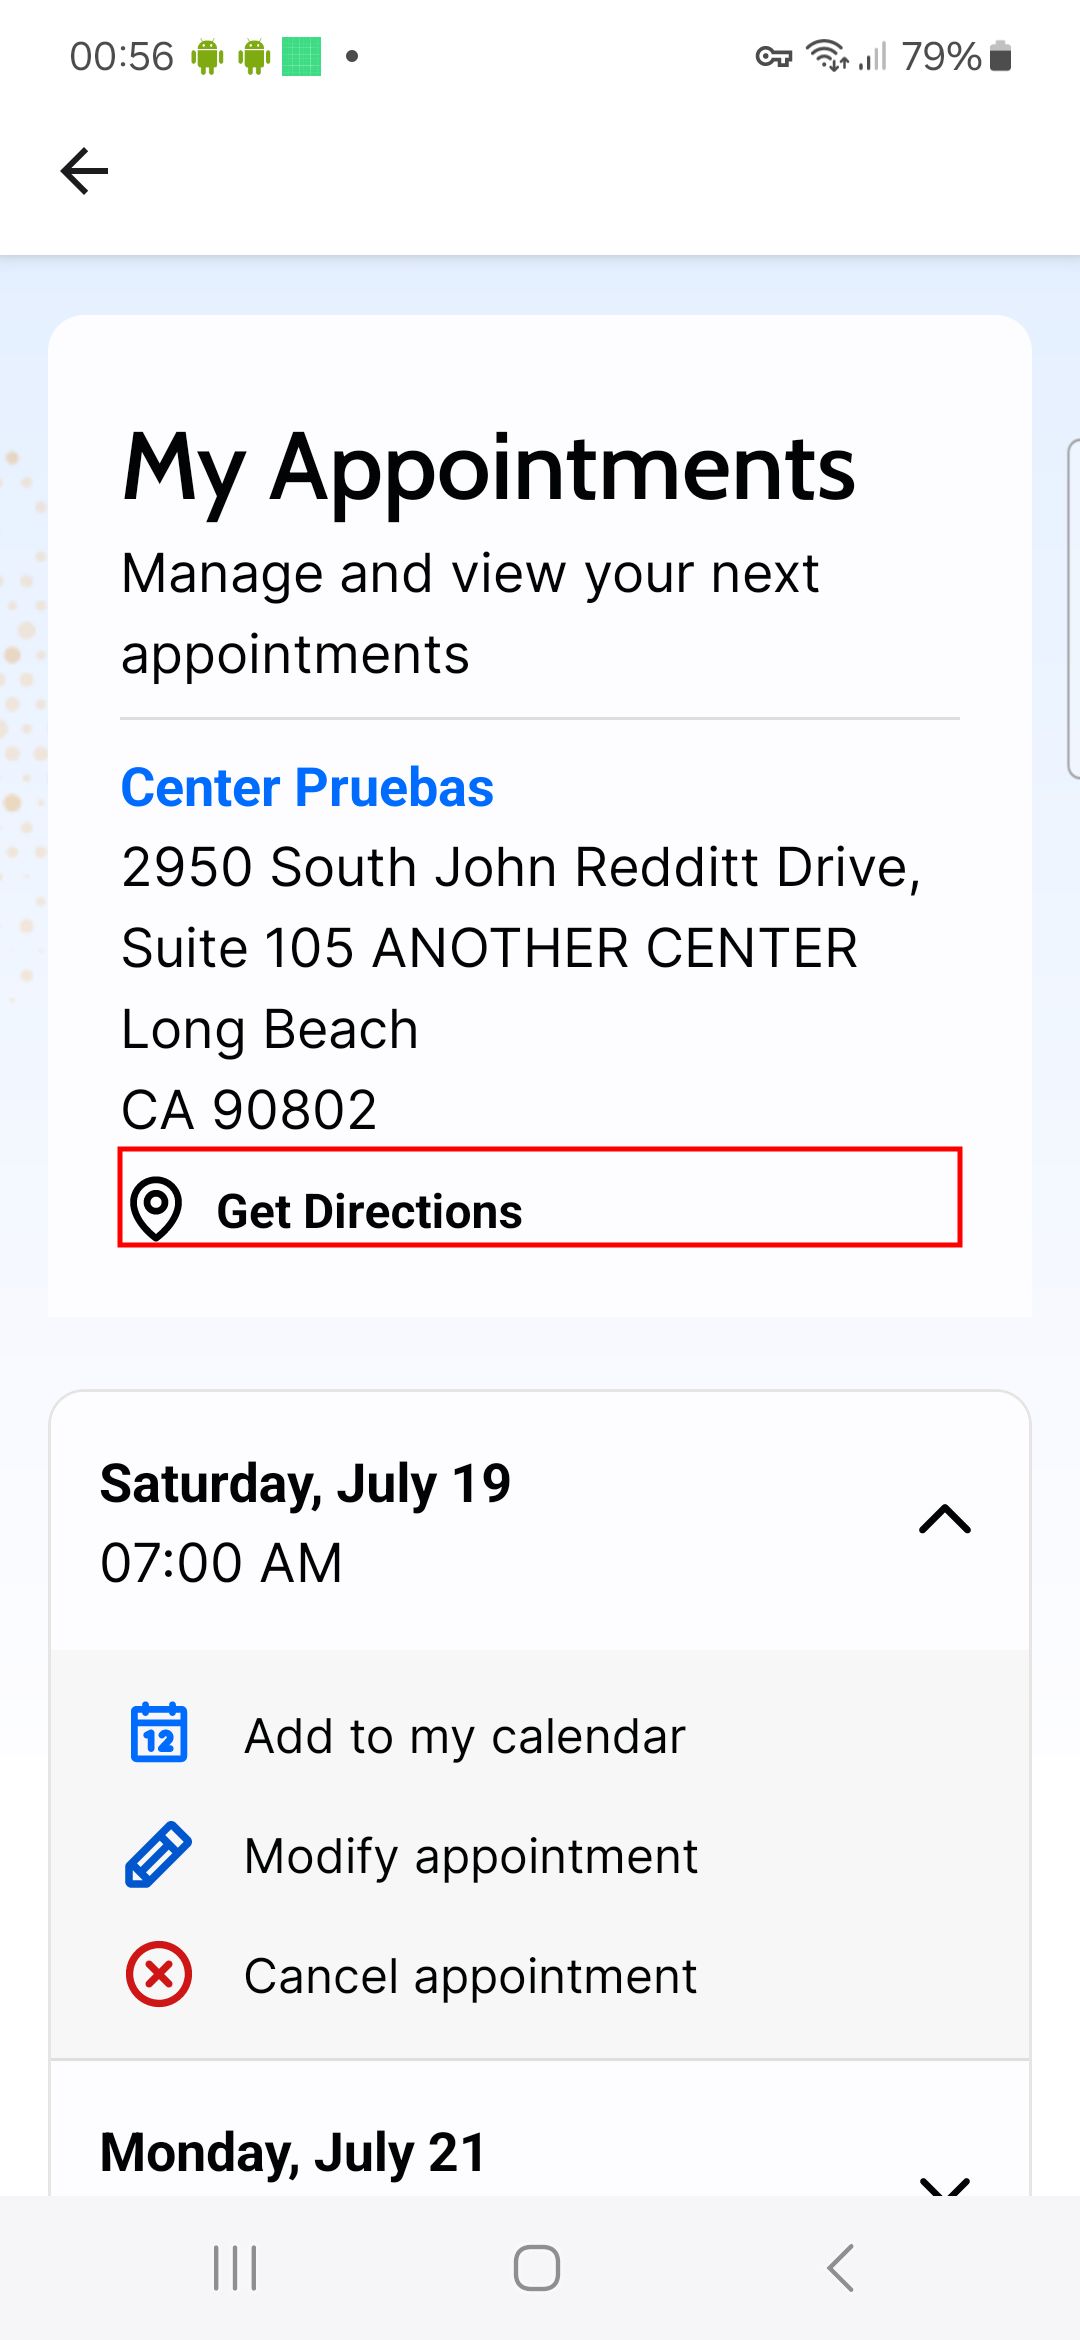 00:56
79%
My Appointments
Manage and view your next
appointments
Center Pruebas
2950 South John Redditt Drive,
Suite 105 ANOTHER CENTER
Long Beach
CA 90802
Get Directions
Saturday, July 19
07:00 AM
12
Add to my calendar
Modify appointment
Cancel appointment
Monday, July 21